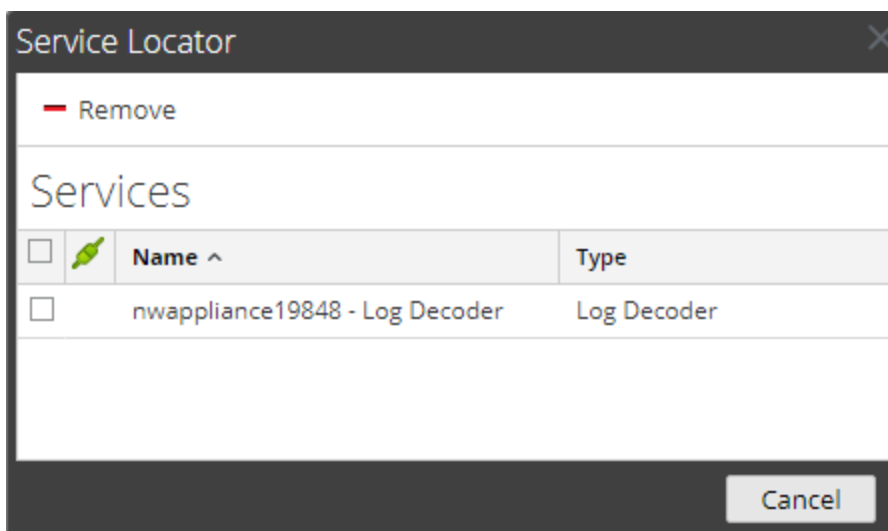 Service Locator
Remove
Services
Name Type
nwappliance19848 - Log Decoder Log Decoder
Cancel